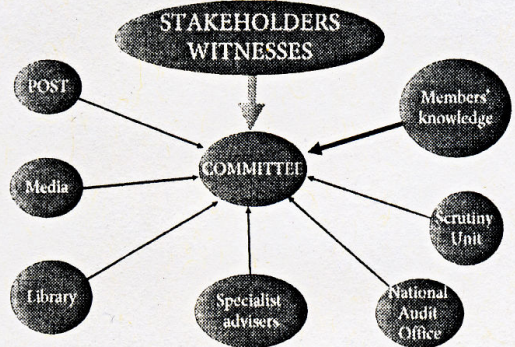 STAKEHOLDERS
WITNESSES
POST
Members'
knowledge
COMMITTEE
Media
Scrutiny
Unit
Library
Specialist
advisers
National
Audit
Office